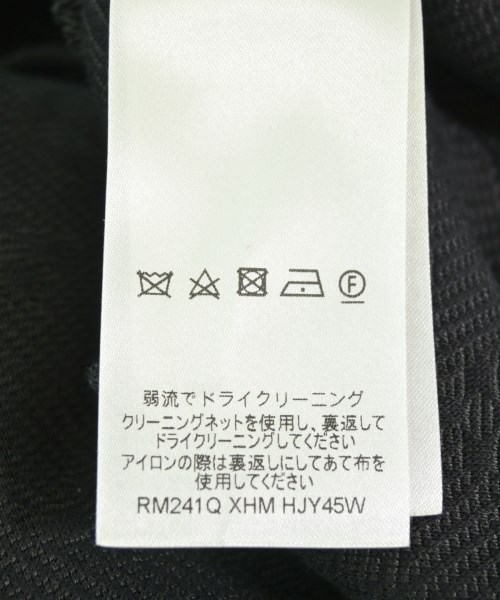 F
弱流でドライクリーニング
クリーニングネットを使用し、裏返して
ドライクリーニングしてください
アイロンの際は裏返しにしてあて布を
使用してください
RM241Q XHM HJY45W